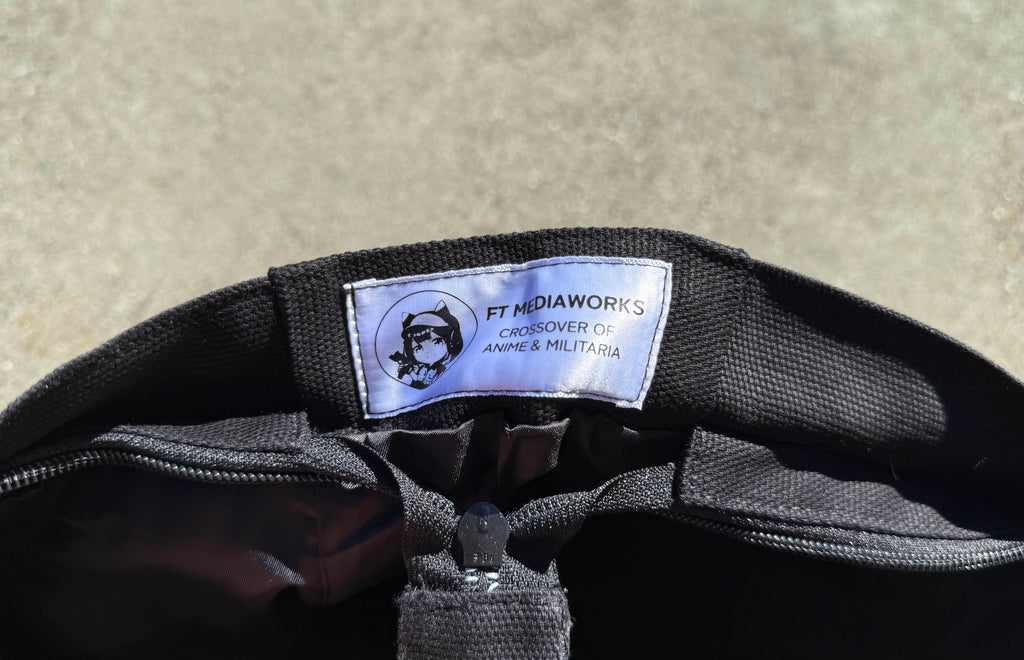 FT MEDIAWORKS
CROSSOVER OF
ANIME & MILITARIA